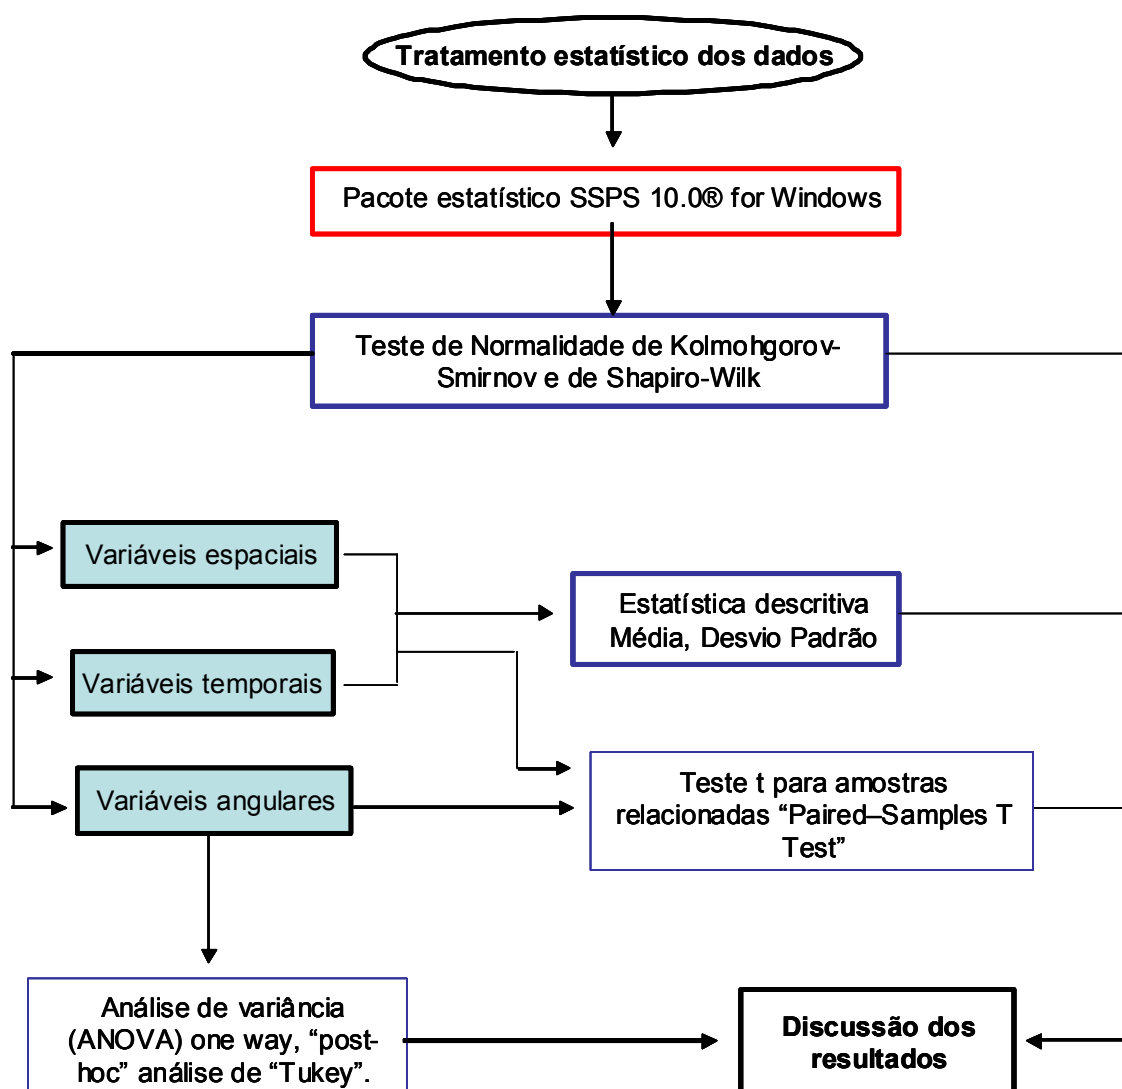 Tratamento estatístico dos dados
Pacote estatístico SSPS 10.0® for Windows
Teste de Normalidade de Kolmohgorov-
Smirnov e de Shapiro-Wilk
Variáveis espaciais
Estatística descritiva
Média, Desvio Padrão
Variáveis temporais
Variáveis angulares
Teste t para amostras
relacionadas “Paired–Samples T
Test”
Análise de variância
(ANOVA) one way, “post-
hoc” análise de “Tukey”.
Discussão dos
resultados